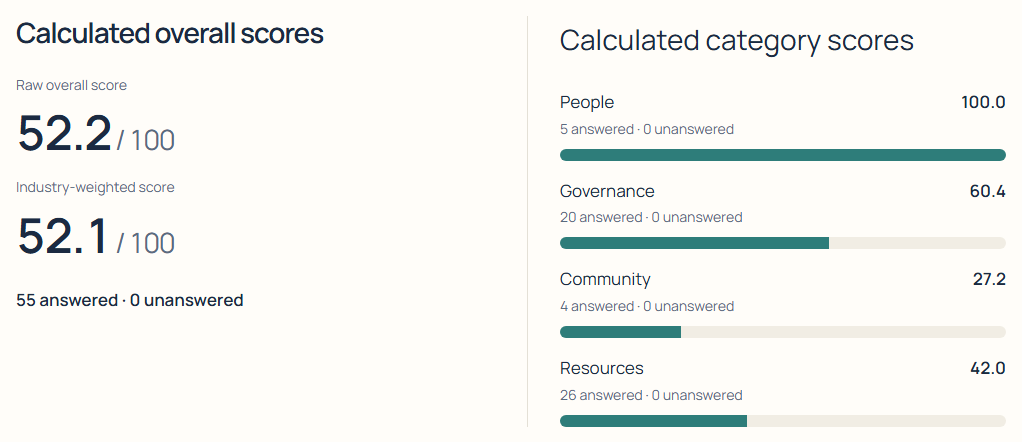 Calculated overall scores
Raw overall score
52.2 / 100
Industry-weighted score
52.1 / 100
55 answered · 0 unanswered
Calculated category scores
People 100.0
5 answered · 0 unanswered
Governance 60.4
20 answered · 0 unanswered
Community 27.2
4 answered · 0 unanswered
Resources 42.0
26 answered · 0 unanswered